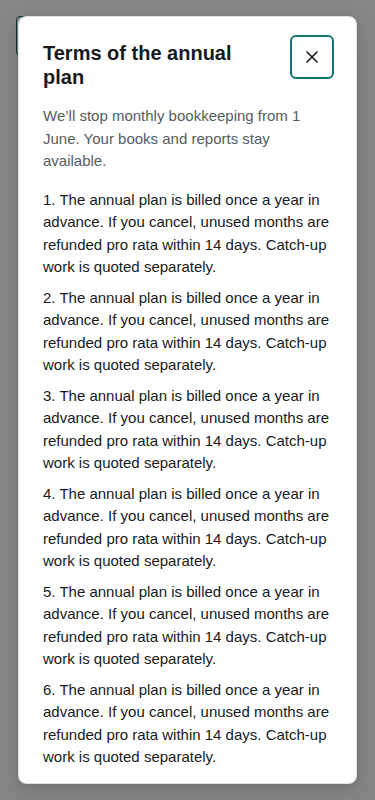 Terms of the annual
plan
We’ll stop monthly bookkeeping from 1
June. Your books and reports stay
available.
1. The annual plan is billed once a year in
advance. If you cancel, unused months are
refunded pro rata within 14 days. Catch-up
work is quoted separately.
2. The annual plan is billed once a year in
advance. If you cancel, unused months are
refunded pro rata within 14 days. Catch-up
work is quoted separately.
3. The annual plan is billed once a year in
advance. If you cancel, unused months are
refunded pro rata within 14 days. Catch-up
work is quoted separately.
4. The annual plan is billed once a year in
advance. If you cancel, unused months are
refunded pro rata within 14 days. Catch-up
work is quoted separately.
5. The annual plan is billed once a year in
advance. If you cancel, unused months are
refunded pro rata within 14 days. Catch-up
work is quoted separately.
6. The annual plan is billed once a year in
advance. If you cancel, unused months are
refunded pro rata within 14 days. Catch-up
work is quoted separately.